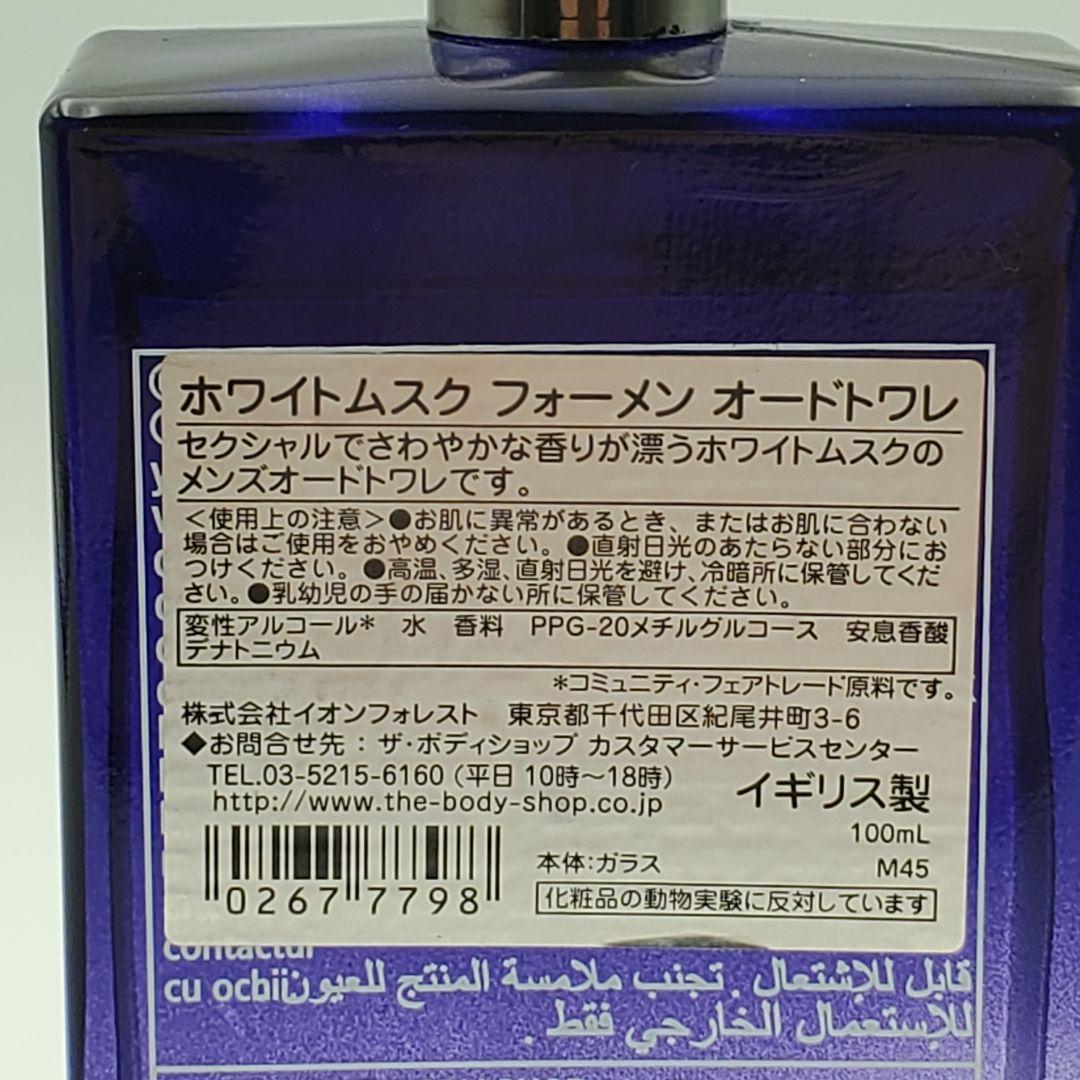 ホワイトムスク フォーメン オードトワレ
セクシャルでさわやかな香りが漂うホワイトムスクの
メンズオードトワレです。
＜使用上の注意＞●お肌に異常があるとき、またはお肌に合わない
場合はご使用をおやめください。●直射日光のあたらない部分にお
つけください。●高温、多湿、直射日光を避け、冷暗所に保管してくだ
さい。●乳幼児の手の届かない所に保管してください。
変性アルコール＊ 水 香料 PPG-20メチルグルコース 安息香酸
デナトニウム
＊コミュニティ・フェアトレード原料です。
株式会社イオンフォレスト 東京都千代田区紀尾井町3-6
◆お問合せ先：ザ・ボディショップ カスタマーサービスセンター
TEL.03-5215-6160（平日 10時～18時）
http://www.the-body-shop.co.jp
イギリス製
100mL
本体:ガラス
M45
0267 7798
化粧品の動物実験に反対しています
contactul
cu ochii
قابل للإشتعال . تجنب ملامسة المنتج للعيون
للإستعمال الخارجي فقط .